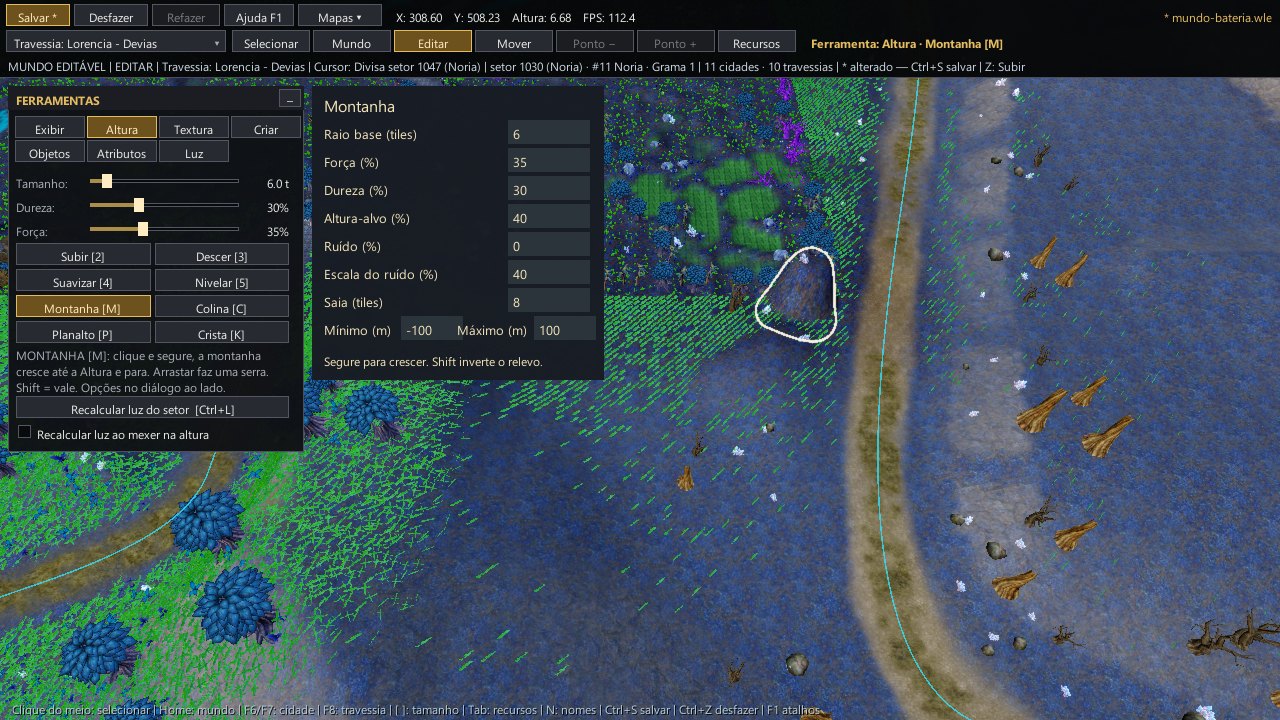 Salvar * Desfazer Refazer Ajuda F1 Mapas ▾ X: 308.60 Y: 508.23 Altura: 6.68 FPS: 112.4 * mundo-bateria.wle
Travessia: Lorencia - Devias ▾ Selecionar Mundo Editar Mover Ponto − Ponto + Recursos Ferramenta: Altura · Montanha [M]
MUNDO EDITÁVEL | EDITAR | Travessia: Lorencia - Devias | Cursor: Divisa setor 1047 (Noria) | setor 1030 (Noria) · #11 Noria · Grama 1 | 11 cidades · 10 travessias | * alterado — Ctrl+S salvar | Z: Subir
FERRAMENTAS _
Exibir Altura Textura Criar
Objetos Atributos Luz
Tamanho: 6.0 t
Dureza: 30%
Força: 35%
Subir [2] Descer [3]
Suavizar [4] Nivelar [5]
Montanha [M] Colina [C]
Planalto [P] Crista [K]
MONTANHA [M]: clique e segure, a montanha
cresce até a Altura e para. Arrastar faz uma serra.
Shift = vale. Opções no diálogo ao lado.
Recalcular luz do setor [Ctrl+L]
Recalcular luz ao mexer na altura
Montanha
Raio base (tiles) 6
Força (%) 35
Dureza (%) 30
Altura-alvo (%) 40
Ruído (%) 0
Escala do ruído (%) 40
Saia (tiles) 8
Mínimo (m) -100 Máximo (m) 100
Segure para crescer. Shift inverte o relevo.
Clique do meio: selecionar | Home: mundo | F6/F7: cidade | F8: travessia | [ ]: tamanho | Tab: recursos | N: nomes | Ctrl+S salvar | Ctrl+Z desfazer | F1 atalhos